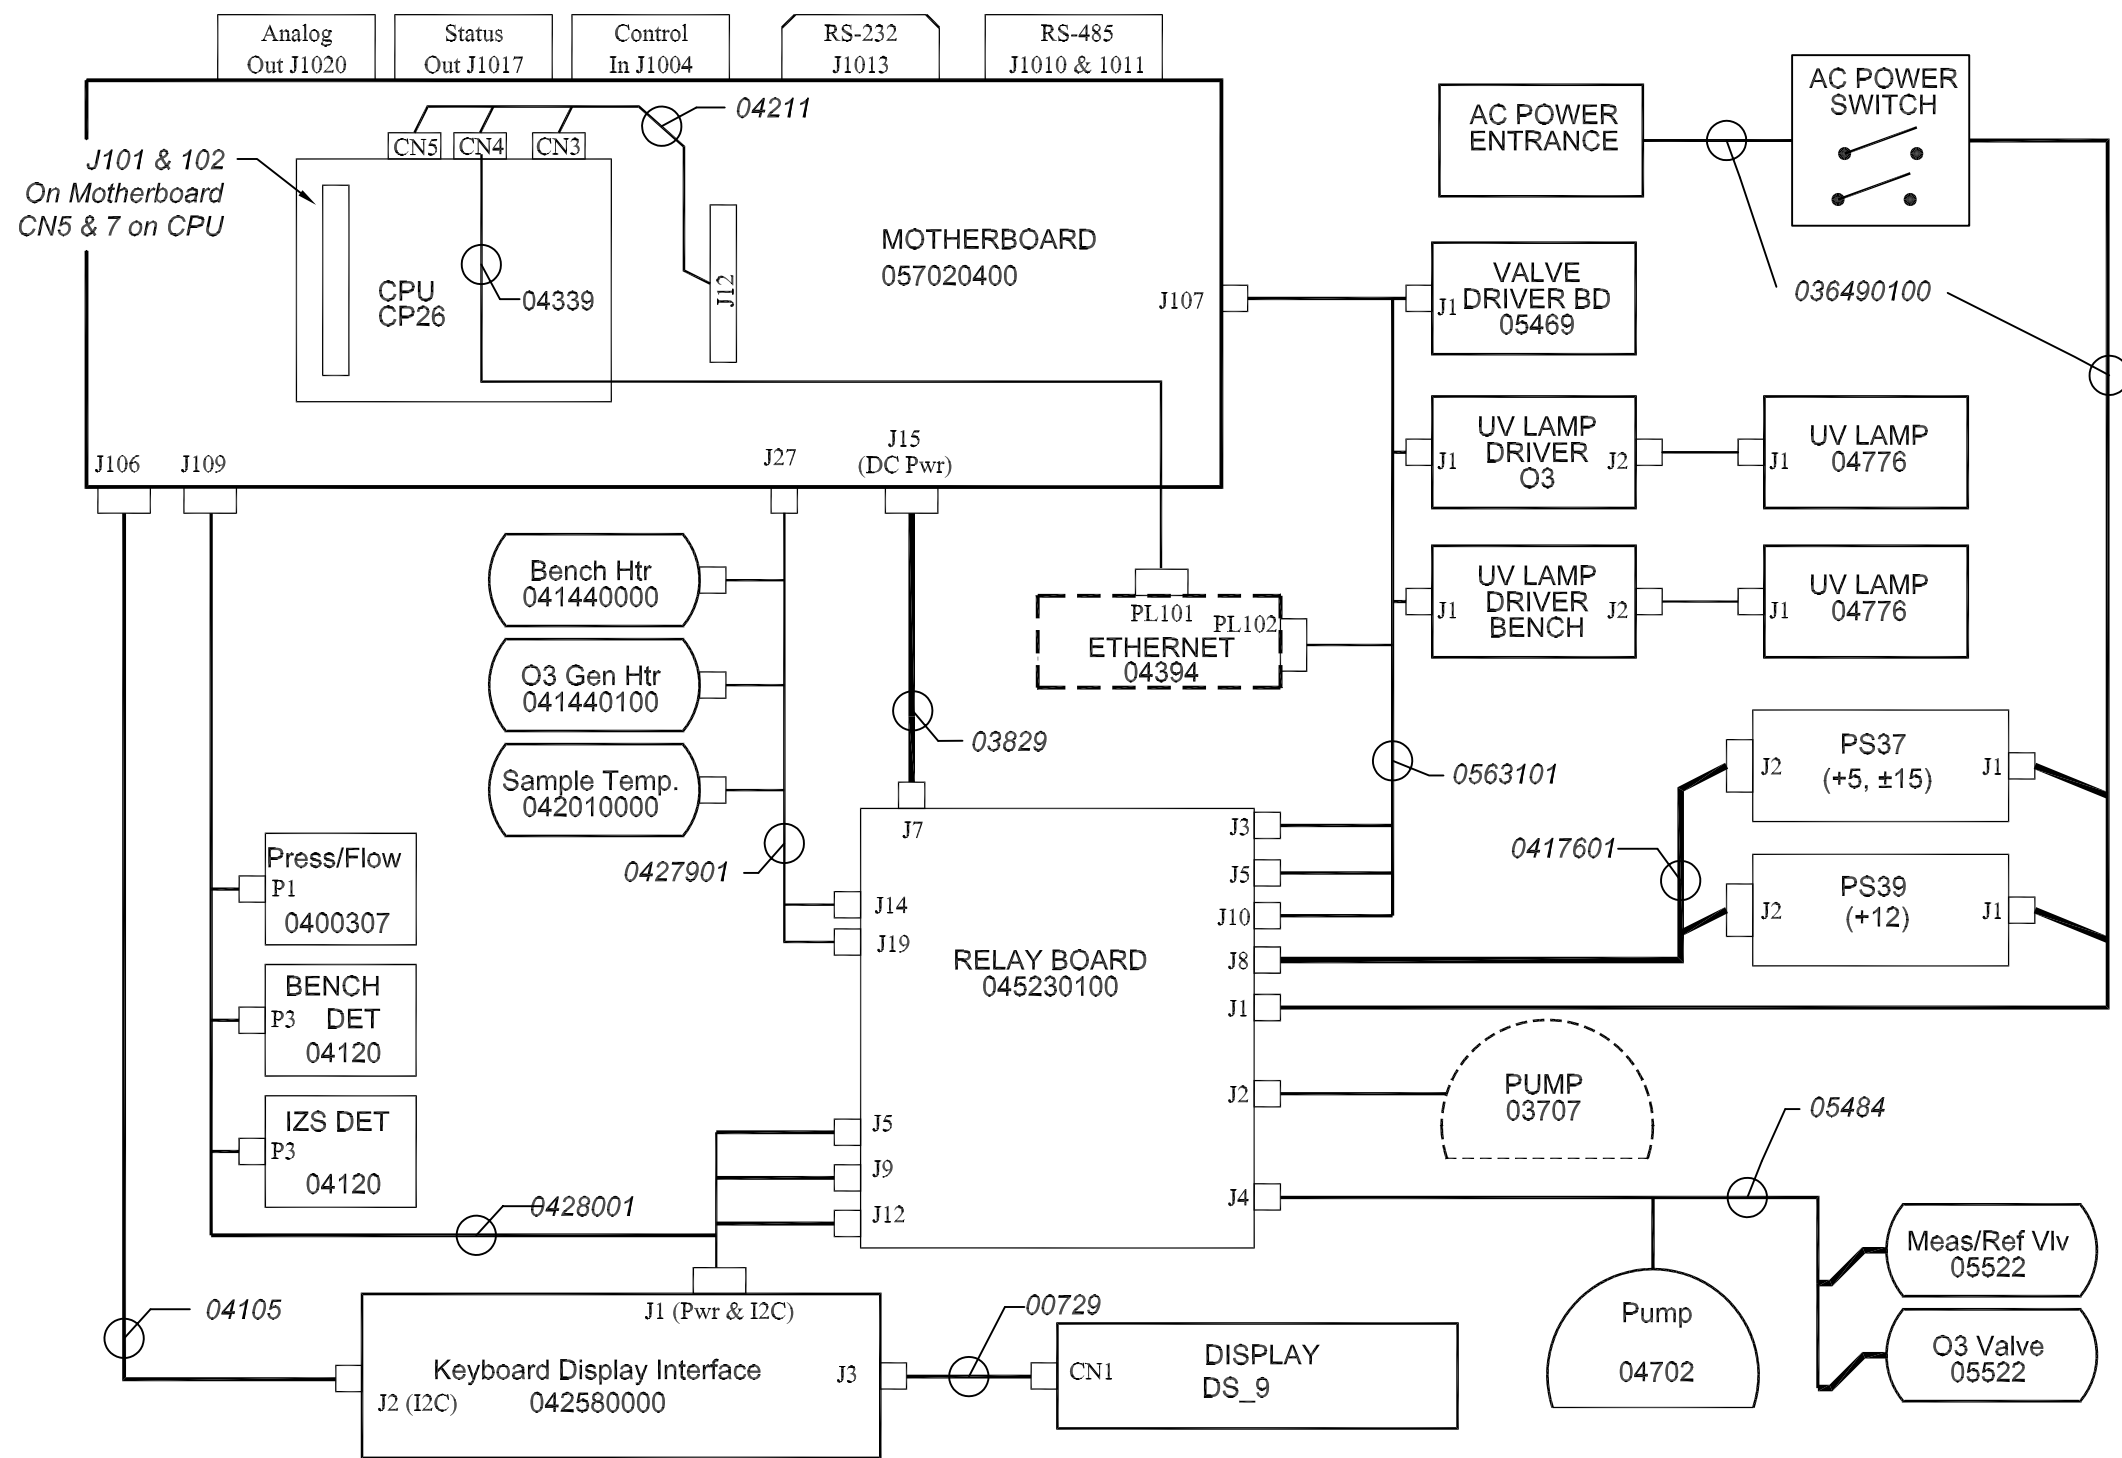 Analog
Out J1020
Status
Out J1017
Control
In J1004
RS-232
J1013
RS-485
J1010 & 1011
04211
CN5
CN4
CN3
J101 & 102
On Motherboard
CN5 & 7 on CPU
CPU
CP26
04339
J12
MOTHERBOARD
057020400
J107
J106
J109
J27
J15
(DC Pwr)
AC POWER
ENTRANCE
AC POWER
SWITCH
036490100
J1
VALVE
DRIVER BD
05469
J1
UV LAMP
DRIVER
O3
J2
J1
UV LAMP
04776
J1
UV LAMP
DRIVER
BENCH
J2
J1
UV LAMP
04776
Bench Htr
041440000
O3 Gen Htr
041440100
Sample Temp.
042010000
0427901
03829
PL101
PL102
ETHERNET
04394
0563101
J2
PS37
(+5, ±15)
J1
0417601
J2
PS39
(+12)
J1
Press/Flow
P1
0400307
BENCH
DET
P3
04120
IZS DET
P3
04120
0428001
04105
J7
J3
J5
J10
J8
J1
J2
J4
J14
J19
J5
J9
J12
RELAY BOARD
045230100
PUMP
03707
05484
Pump
04702
Meas/Ref Vlv
05522
O3 Valve
05522
J1 (Pwr & I2C)
Keyboard Display Interface
042580000
J2 (I2C)
J3
00729
CN1
DISPLAY
DS_9